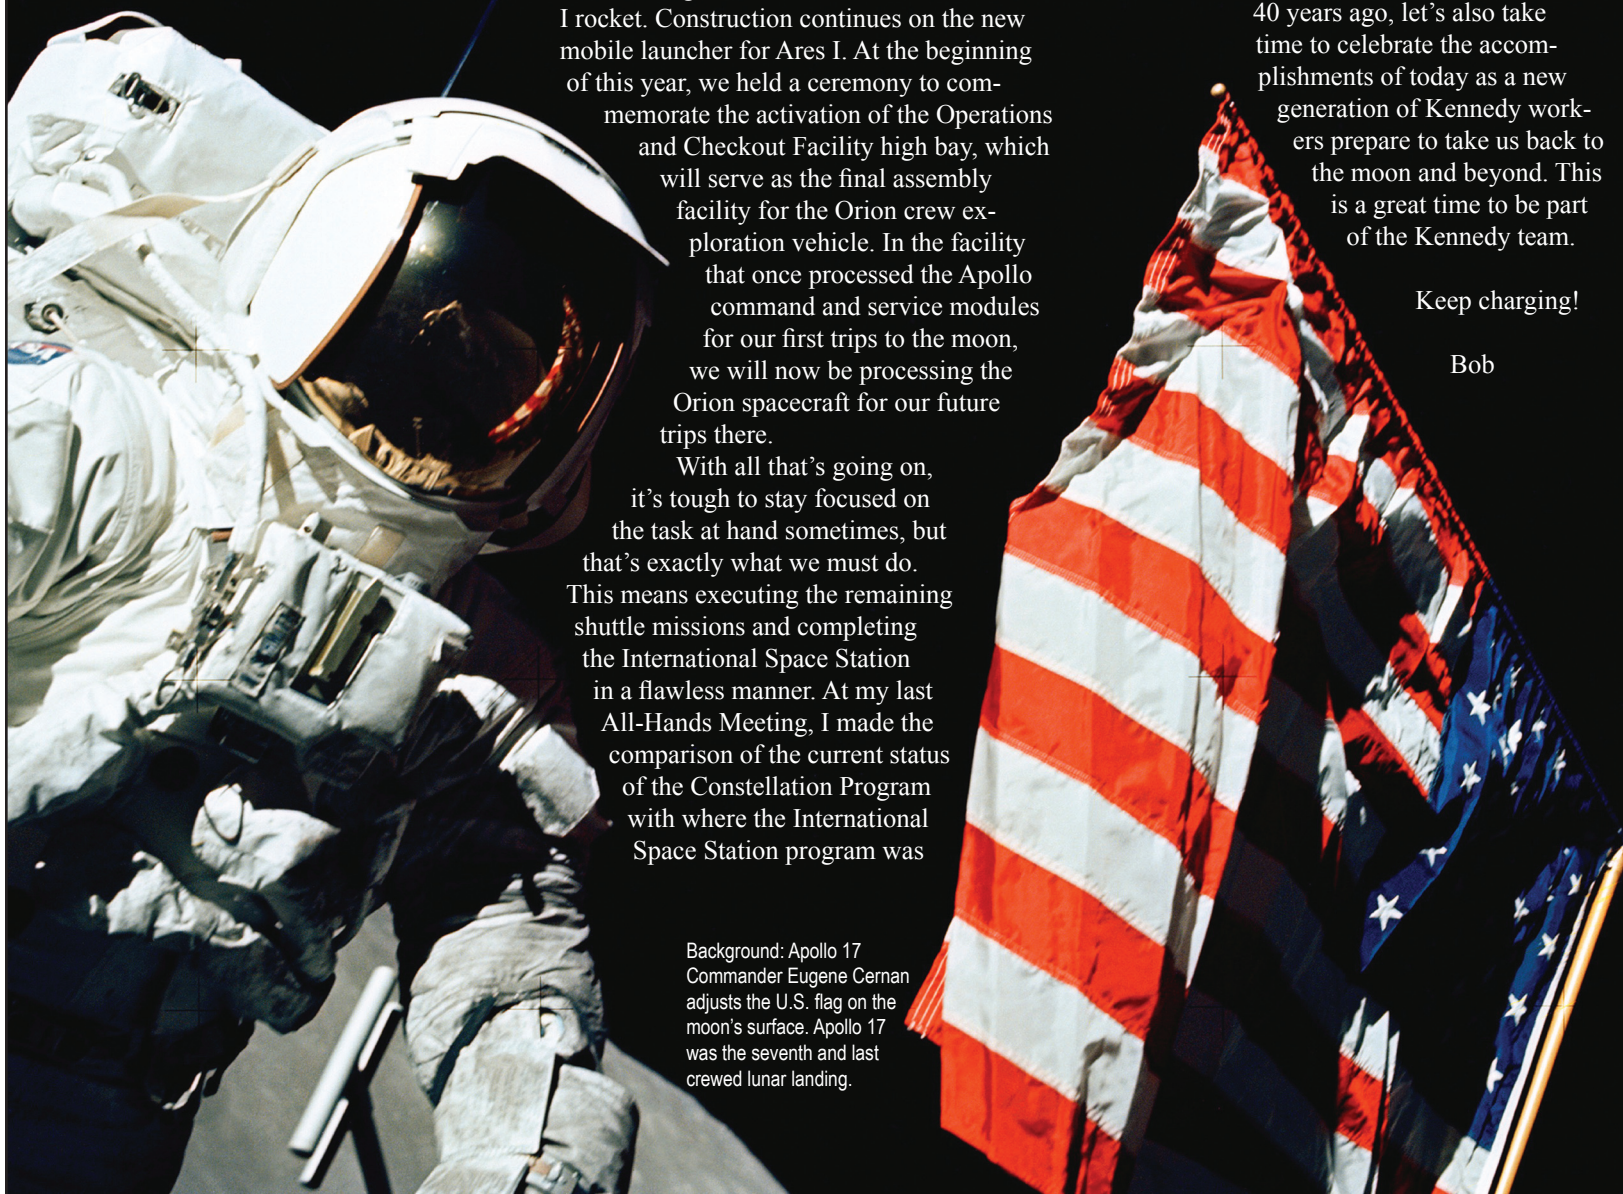 I rocket. Construction continues on the new
mobile launcher for Ares I. At the beginning
of this year, we held a ceremony to com-
memorate the activation of the Operations
and Checkout Facility high bay, which
will serve as the final assembly
facility for the Orion crew ex-
ploration vehicle. In the facility
that once processed the Apollo
command and service modules
for our first trips to the moon,
we will now be processing the
Orion spacecraft for our future
trips there.
With all that’s going on,
it’s tough to stay focused on
the task at hand sometimes, but
that’s exactly what we must do.
This means executing the remaining
shuttle missions and completing
the International Space Station
in a flawless manner. At my last
All-Hands Meeting, I made the
comparison of the current status
of the Constellation Program
with where the International
Space Station program was
40 years ago, let’s also take
time to celebrate the accom-
plishments of today as a new
generation of Kennedy work-
ers prepare to take us back to
the moon and beyond. This
is a great time to be part
of the Kennedy team.
Keep charging!
Bob
Background: Apollo 17
Commander Eugene Cernan
adjusts the U.S. flag on the
moon’s surface. Apollo 17
was the seventh and last
crewed lunar landing.